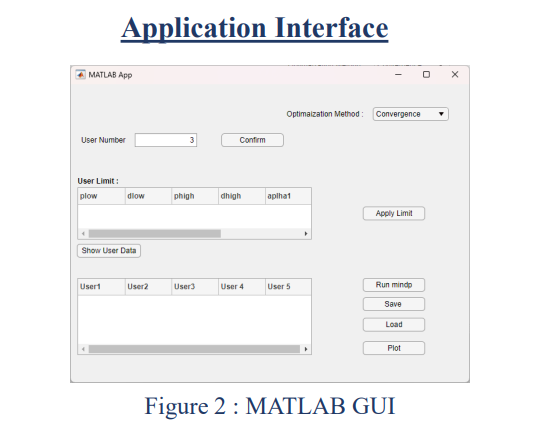 Application Interface
MATLAB App
Optimaization Method : Convergence
User Number 3 Confirm
User Limit :
plow dlow phigh dhigh aplha1
Apply Limit
Show User Data
User1 User2 User3 User 4 User 5
Run mindp
Save
Load
Plot
Figure 2 : MATLAB GUI